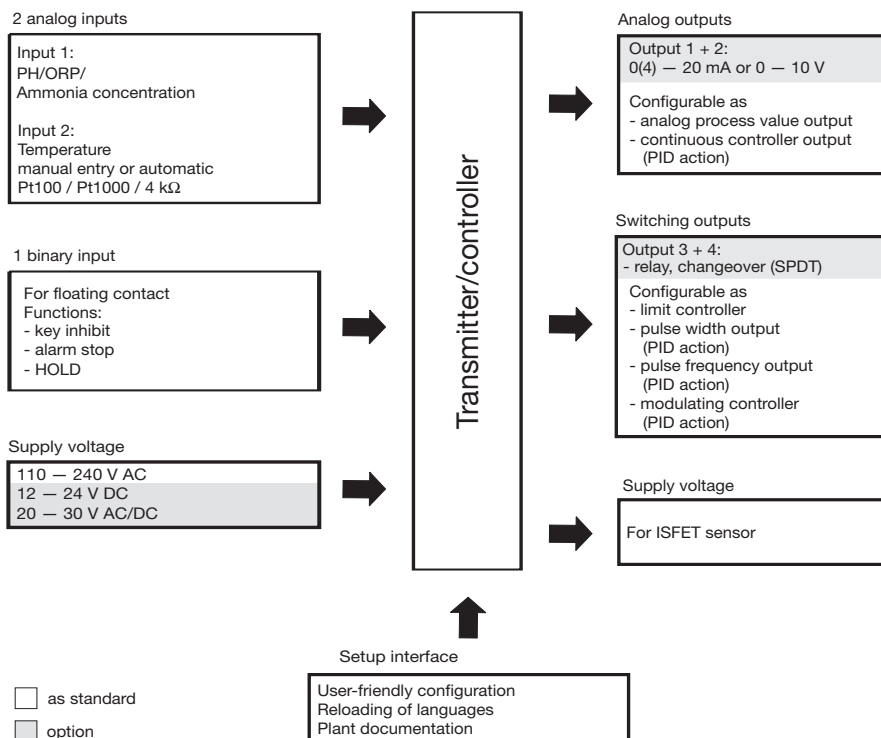 2 analog inputs
Input 1:
PH/ORP/
Ammonia concentration
Input 2:
Temperature
manual entry or automatic
Pt100 / Pt1000 / 4 kΩ
1 binary input
For floating contact
Functions:
- key inhibit
- alarm stop
- HOLD
Supply voltage
110 — 240 V AC
12 — 24 V DC
20 — 30 V AC/DC
Transmitter/controller
Analog outputs
Output 1 + 2:
0(4) — 20 mA or 0 — 10 V
Configurable as
- analog process value output
- continuous controller output
(PID action)
Switching outputs
Output 3 + 4:
- relay, changeover (SPDT)
Configurable as
- limit controller
- pulse width output
(PID action)
- pulse frequency output
(PID action)
- modulating controller
(PID action)
Supply voltage
For ISFET sensor
Setup interface
User-friendly configuration
Reloading of languages
Plant documentation
as standard
option